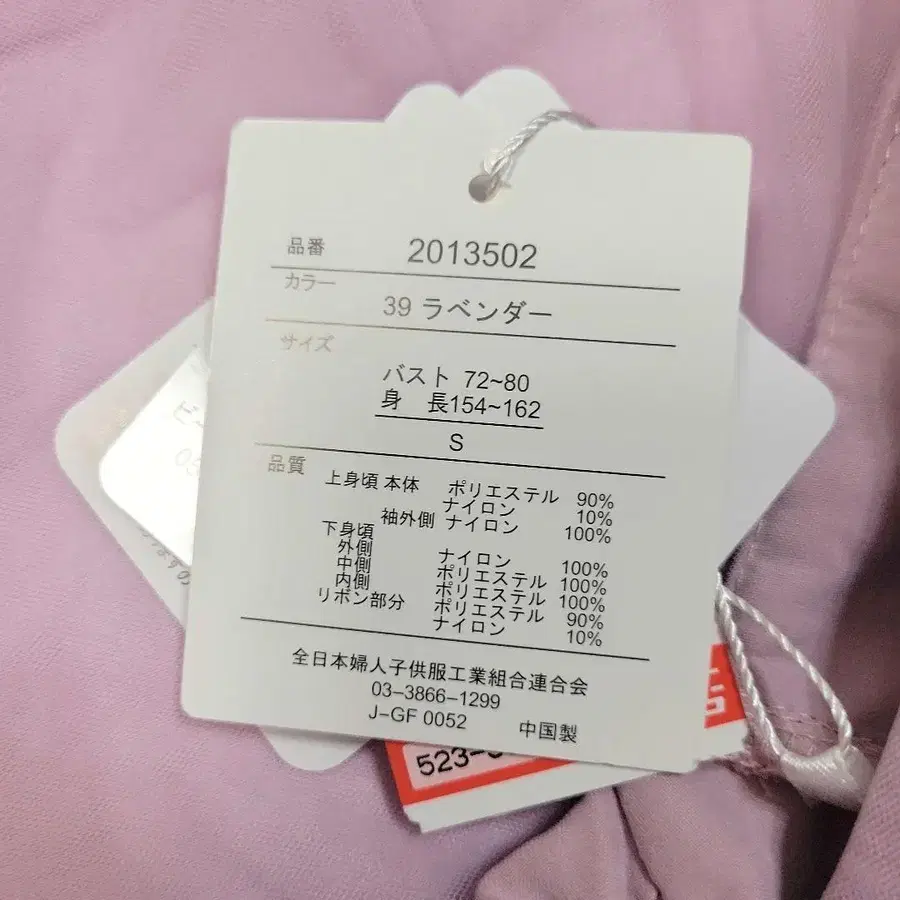 品番 2013502
カラー
39 ラベンダー
サイズ
バスト 72~80
身 長154~162
S
品質
上身頃 本体 ポリエステル 90%
ナイロン 10%
袖外側 ナイロン 100%
下身頃
外側 ナイロン 100%
中側 ポリエステル 100%
内側 ポリエステル 100%
リボン部分 ポリエステル 90%
ナイロン 10%
全日本婦人子供服工業組合連合会
03-3866-1299
J-GF 0052 中国製
523-